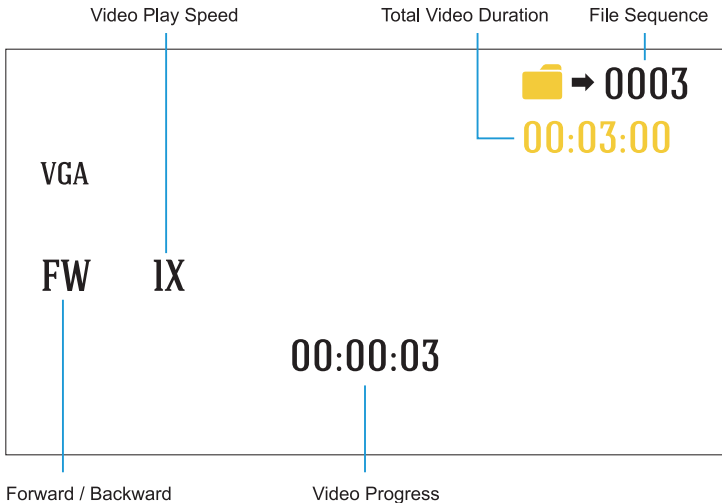 Video Play Speed Total Video Duration File Sequence
0003
00:03:00
VGA
FW 1X
00:00:03
Forward / Backward Video Progress